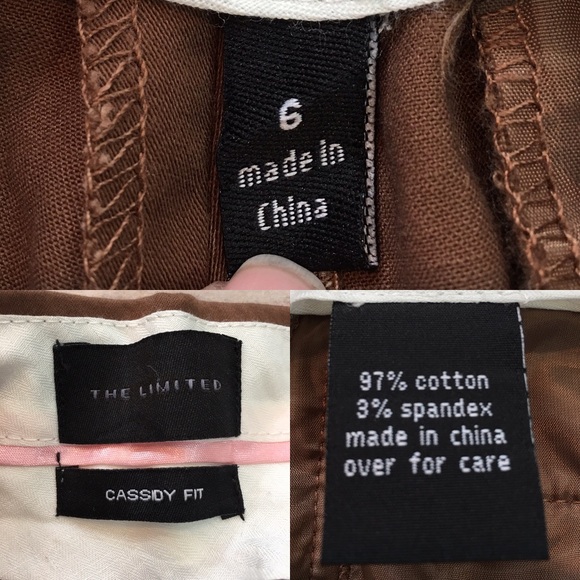 6
made in
China
THE LIMITED
CASSIDY FIT
97% cotton
3% spandex
made in china
over for care